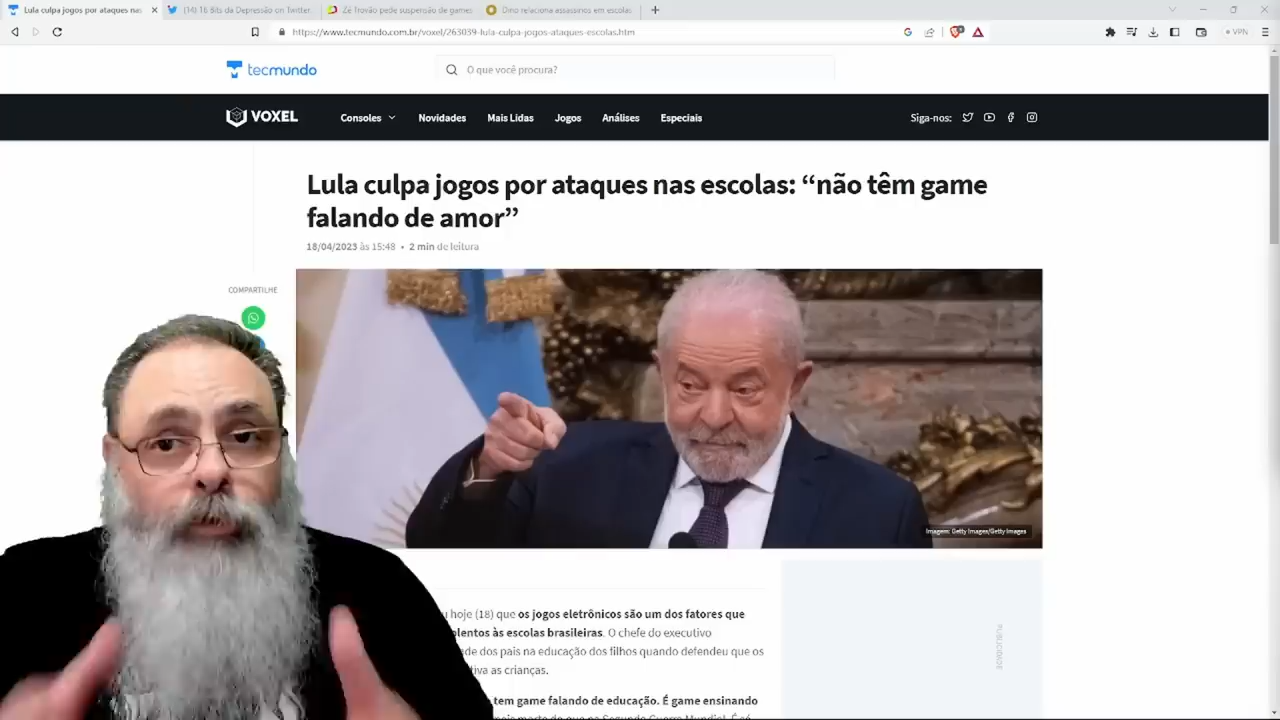 Lula culpa jogos por ataques nas
(14) 16 Bits da Depressão on Twitter
Zé Trovão pede suspensão de games
Dino relaciona assassinos em escolas
https://www.tecmundo.com.br/voxel/263039-lula-culpa-jogos-ataques-escolas.htm
VPN
tecmundo
O que você procura?
VOXEL
Consoles
Novidades
Mais Lidas
Jogos
Análises
Especiais
Siga-nos:
Lula culpa jogos por ataques nas escolas: “não têm game
falando de amor”
18/04/2023 às 15:48 • 2 min de leitura
COMPARTILHE
Imagem: Getty Images/Getty Images
hoje (18) que os jogos eletrônicos são um dos fatores que
às escolas brasileiras. O chefe do executivo
dos pais na educação dos filhos quando defendeu que os
as crianças.
tem game falando de educação. É game ensinando
do que na Segunda Guerra Mundial. É só
PUBLICIDADE